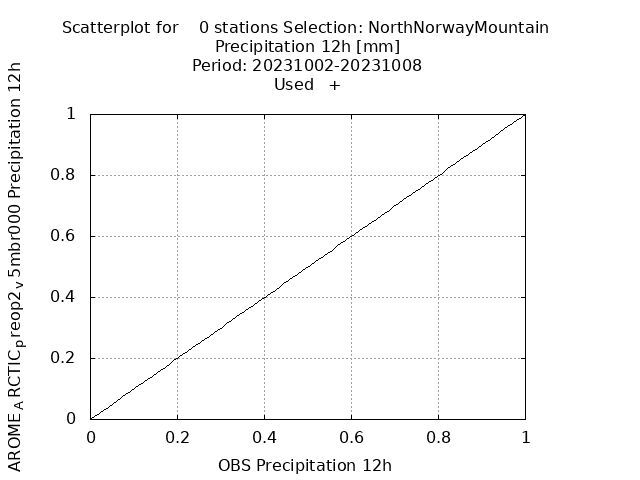 Scatterplot for    0 stations Selection: NorthNorwayMountain
Precipitation 12h [mm]
Period: 20231002-20231008
Used   +
AROME_ARCTIC_preop2_v5mbr000 Precipitation 12h
1
0.8
0.6
0.4
0.2
0
0 0.2 0.4 0.6 0.8 1
OBS Precipitation 12h